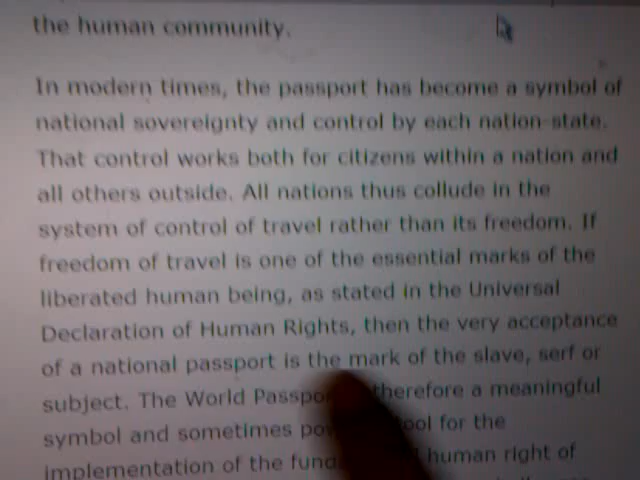 the human community.
In modern times, the passport has become a symbol of
national sovereignty and control by each nation-state.
That control works both for citizens within a nation and
all others outside. All nations thus collude in the
system of control of travel rather than its freedom. If
freedom of travel is one of the essential marks of the
liberated human being, as stated in the Universal
Declaration of Human Rights, then the very acceptance
of a national passport is the mark of the slave, serf or
subject. The World therefore a meaningful
symbol and sometimes for the
implementation of the human right of